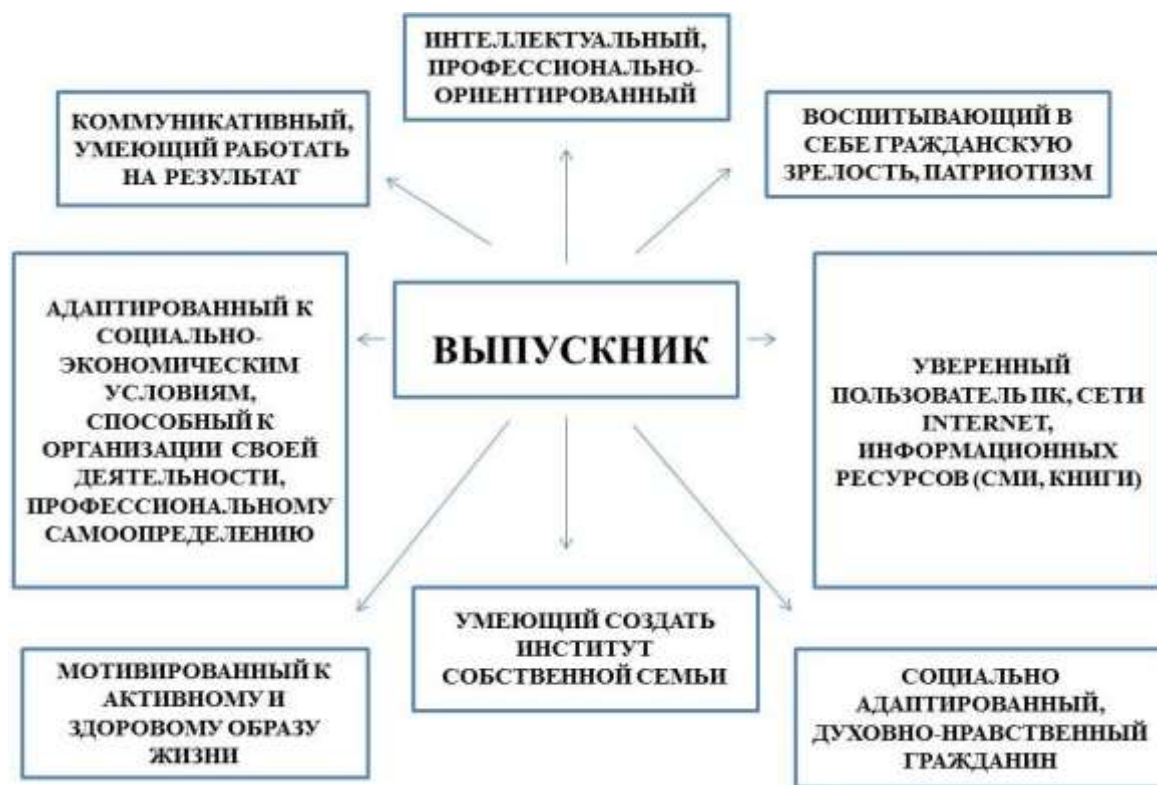 ИНТЕЛЛЕКТУАЛЬНЫЙ,
ПРОФЕССИОНАЛЬНО-
ОРИЕНТИРОВАННЫЙ
КОММУНИКАТИВНЫЙ,
УМЕЮЩИЙ РАБОТАТЬ
НА РЕЗУЛЬТАТ
ВОСПИТЫВАЮЩИЙ В
СЕБЕ ГРАЖДАНСКУЮ
ЗРЕЛОСТЬ, ПАТРИОТИЗМ
АДАПТИРОВАННЫЙ К
СОЦИАЛЬНО-
ЭКОНОМИЧЕСКИМ
УСЛОВИЯМ,
СПОСОБНЫЙ К
ОРГАНИЗАЦИИ СВОЕЙ
ДЕЯТЕЛЬНОСТИ,
ПРОФЕССИОНАЛЬНОМУ
САМООПРЕДЕЛЕНИЮ
ВЫПУСКНИК
УВЕРЕННЫЙ
ПОЛЬЗОВАТЕЛЬ ПК, СЕТИ
INTERNET,
ИНФОРМАЦИОННЫХ
РЕСУРСОВ (СМИ, КНИГИ)
МОТИВИРОВАННЫЙ К
АКТИВНОМУ И
ЗДОРОВОМУ ОБРАЗУ
ЖИЗНИ
УМЕЮЩИЙ СОЗДАТЬ
ИНСТИТУТ
СОБСТВЕННОЙ СЕМЬИ
СОЦИАЛЬНО
АДАПТИРОВАННЫЙ,
ДУХОВНО-НРАВСТВЕННЫЙ
ГРАЖДАНИН